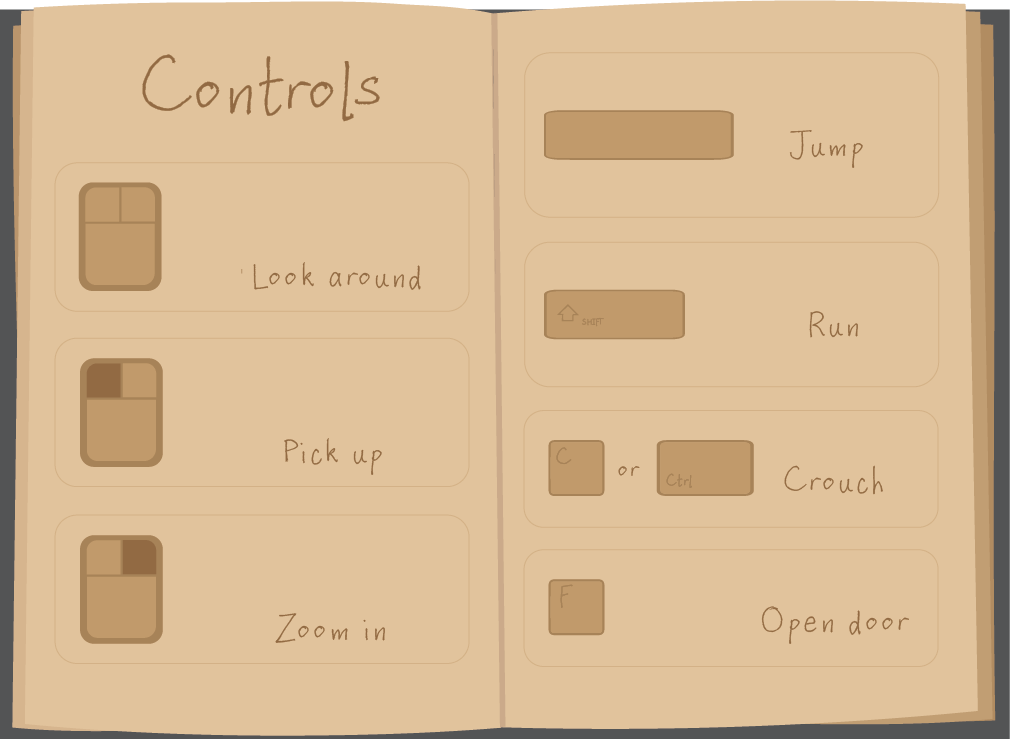 Controls
Look around
Pick up
Zoom in
Jump
SHIFT
Run
C or Ctrl Crouch
F
Open door